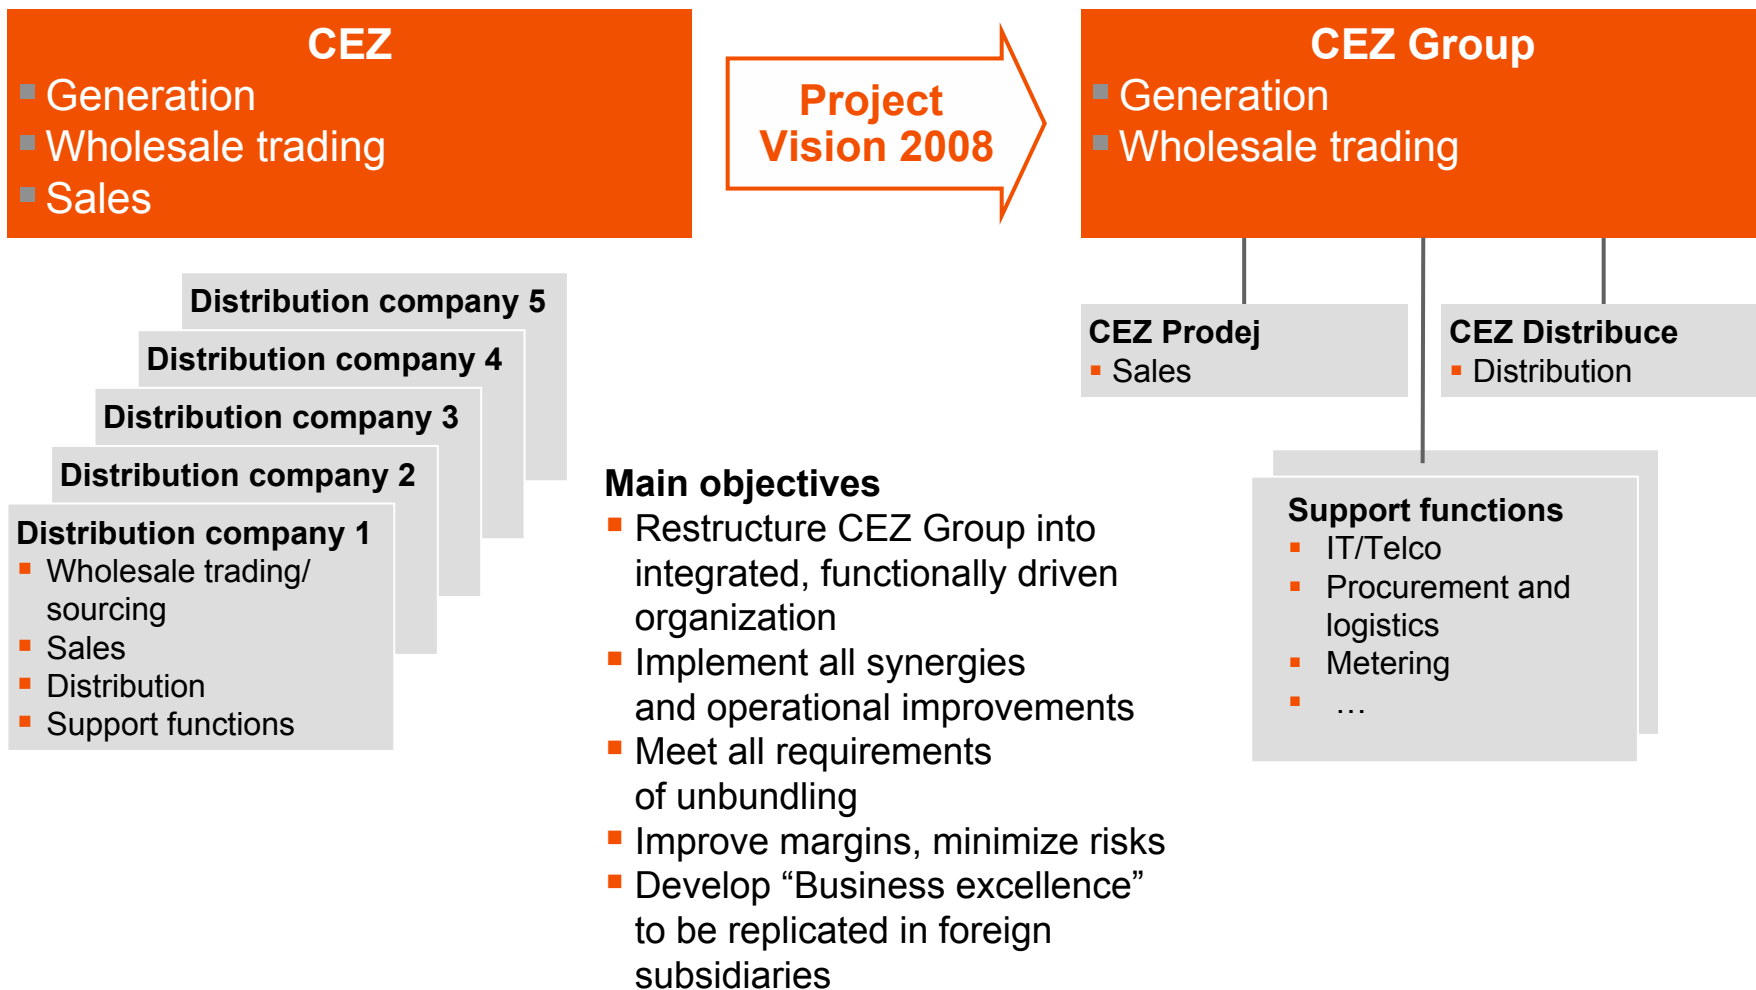 CEZ
Generation
Wholesale trading
Sales
Project
Vision 2008
CEZ Group
Generation
Wholesale trading
Distribution company 5
Distribution company 4
Distribution company 3
Distribution company 2
Distribution company 1
Wholesale trading/
sourcing
Sales
Distribution
Support functions
Main objectives
Restructure CEZ Group into
integrated, functionally driven
organization
Implement all synergies
and operational improvements
Meet all requirements
of unbundling
Improve margins, minimize risks
Develop “Business excellence”
to be replicated in foreign
subsidiaries
CEZ Prodej
Sales
CEZ Distribuce
Distribution
Support functions
IT/Telco
Procurement and
logistics
Metering
…